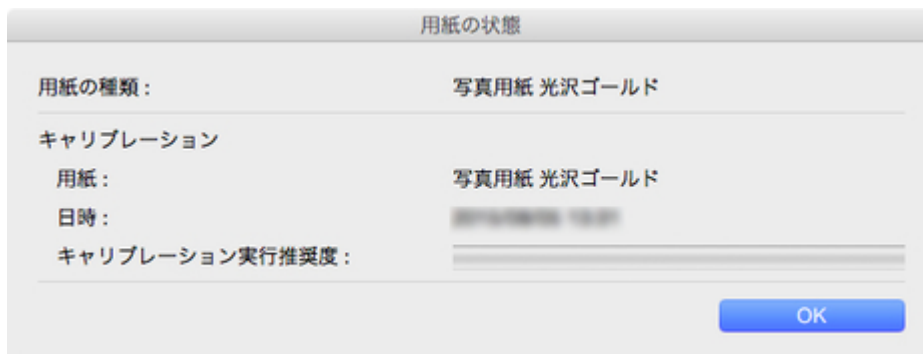 用紙の状態
用紙の種類： 写真用紙 光沢ゴールド
キャリブレーション
用紙： 写真用紙 光沢ゴールド
日時：
キャリブレーション実行推奨度：
OK